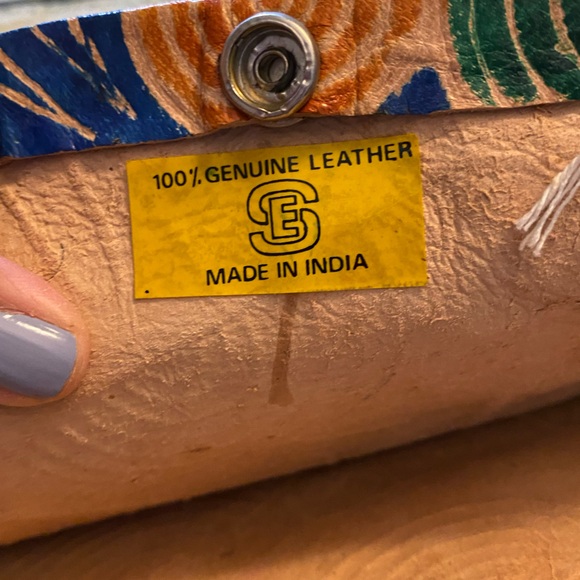 100% GENUINE LEATHER
SE
MADE IN INDIA